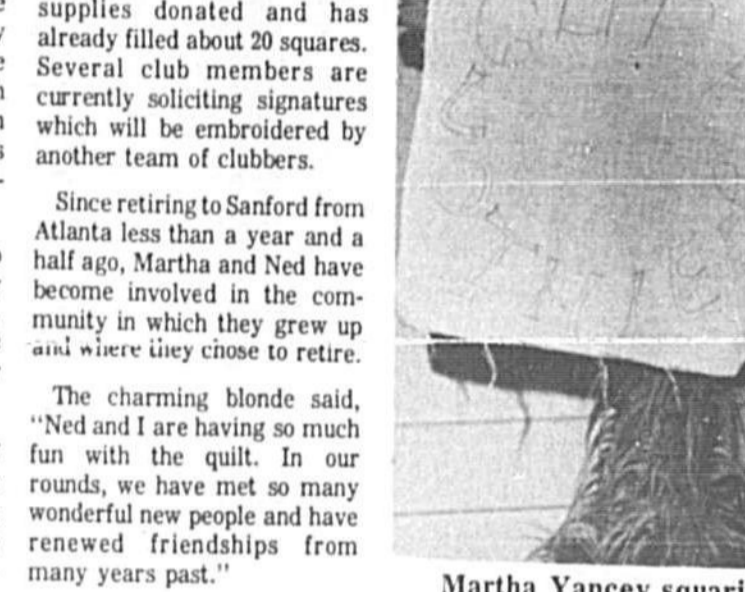 supplies donated and has
already filled about 20 squares.
Several club members are
currently soliciting signatures
which will be embroidered by
another team of clubbers.
Since retiring to Sanford from
Atlanta less than a year and a
half ago, Martha and Ned have
become involved in the com-
munity in which they grew up
and where they chose to retire.
The charming blonde said,
"Ned and I are having so much
fun with the quilt. In our
rounds, we have met so many
wonderful new people and have
renewed friendships from
many years past."
Martha Yancey